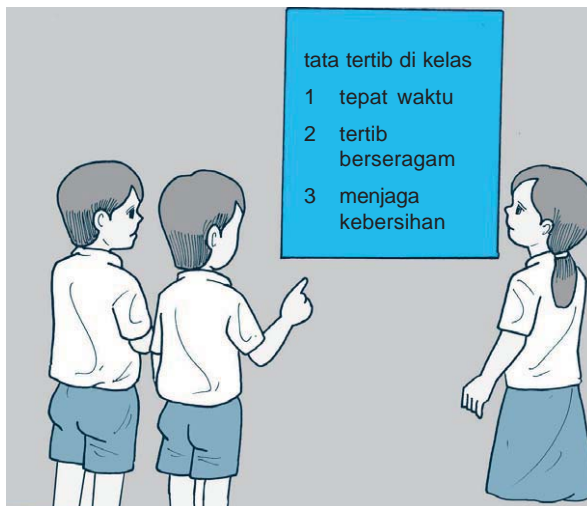 tata tertib di kelas
1 tepat waktu
2 tertib
berseragam
3 menjaga
kebersihan